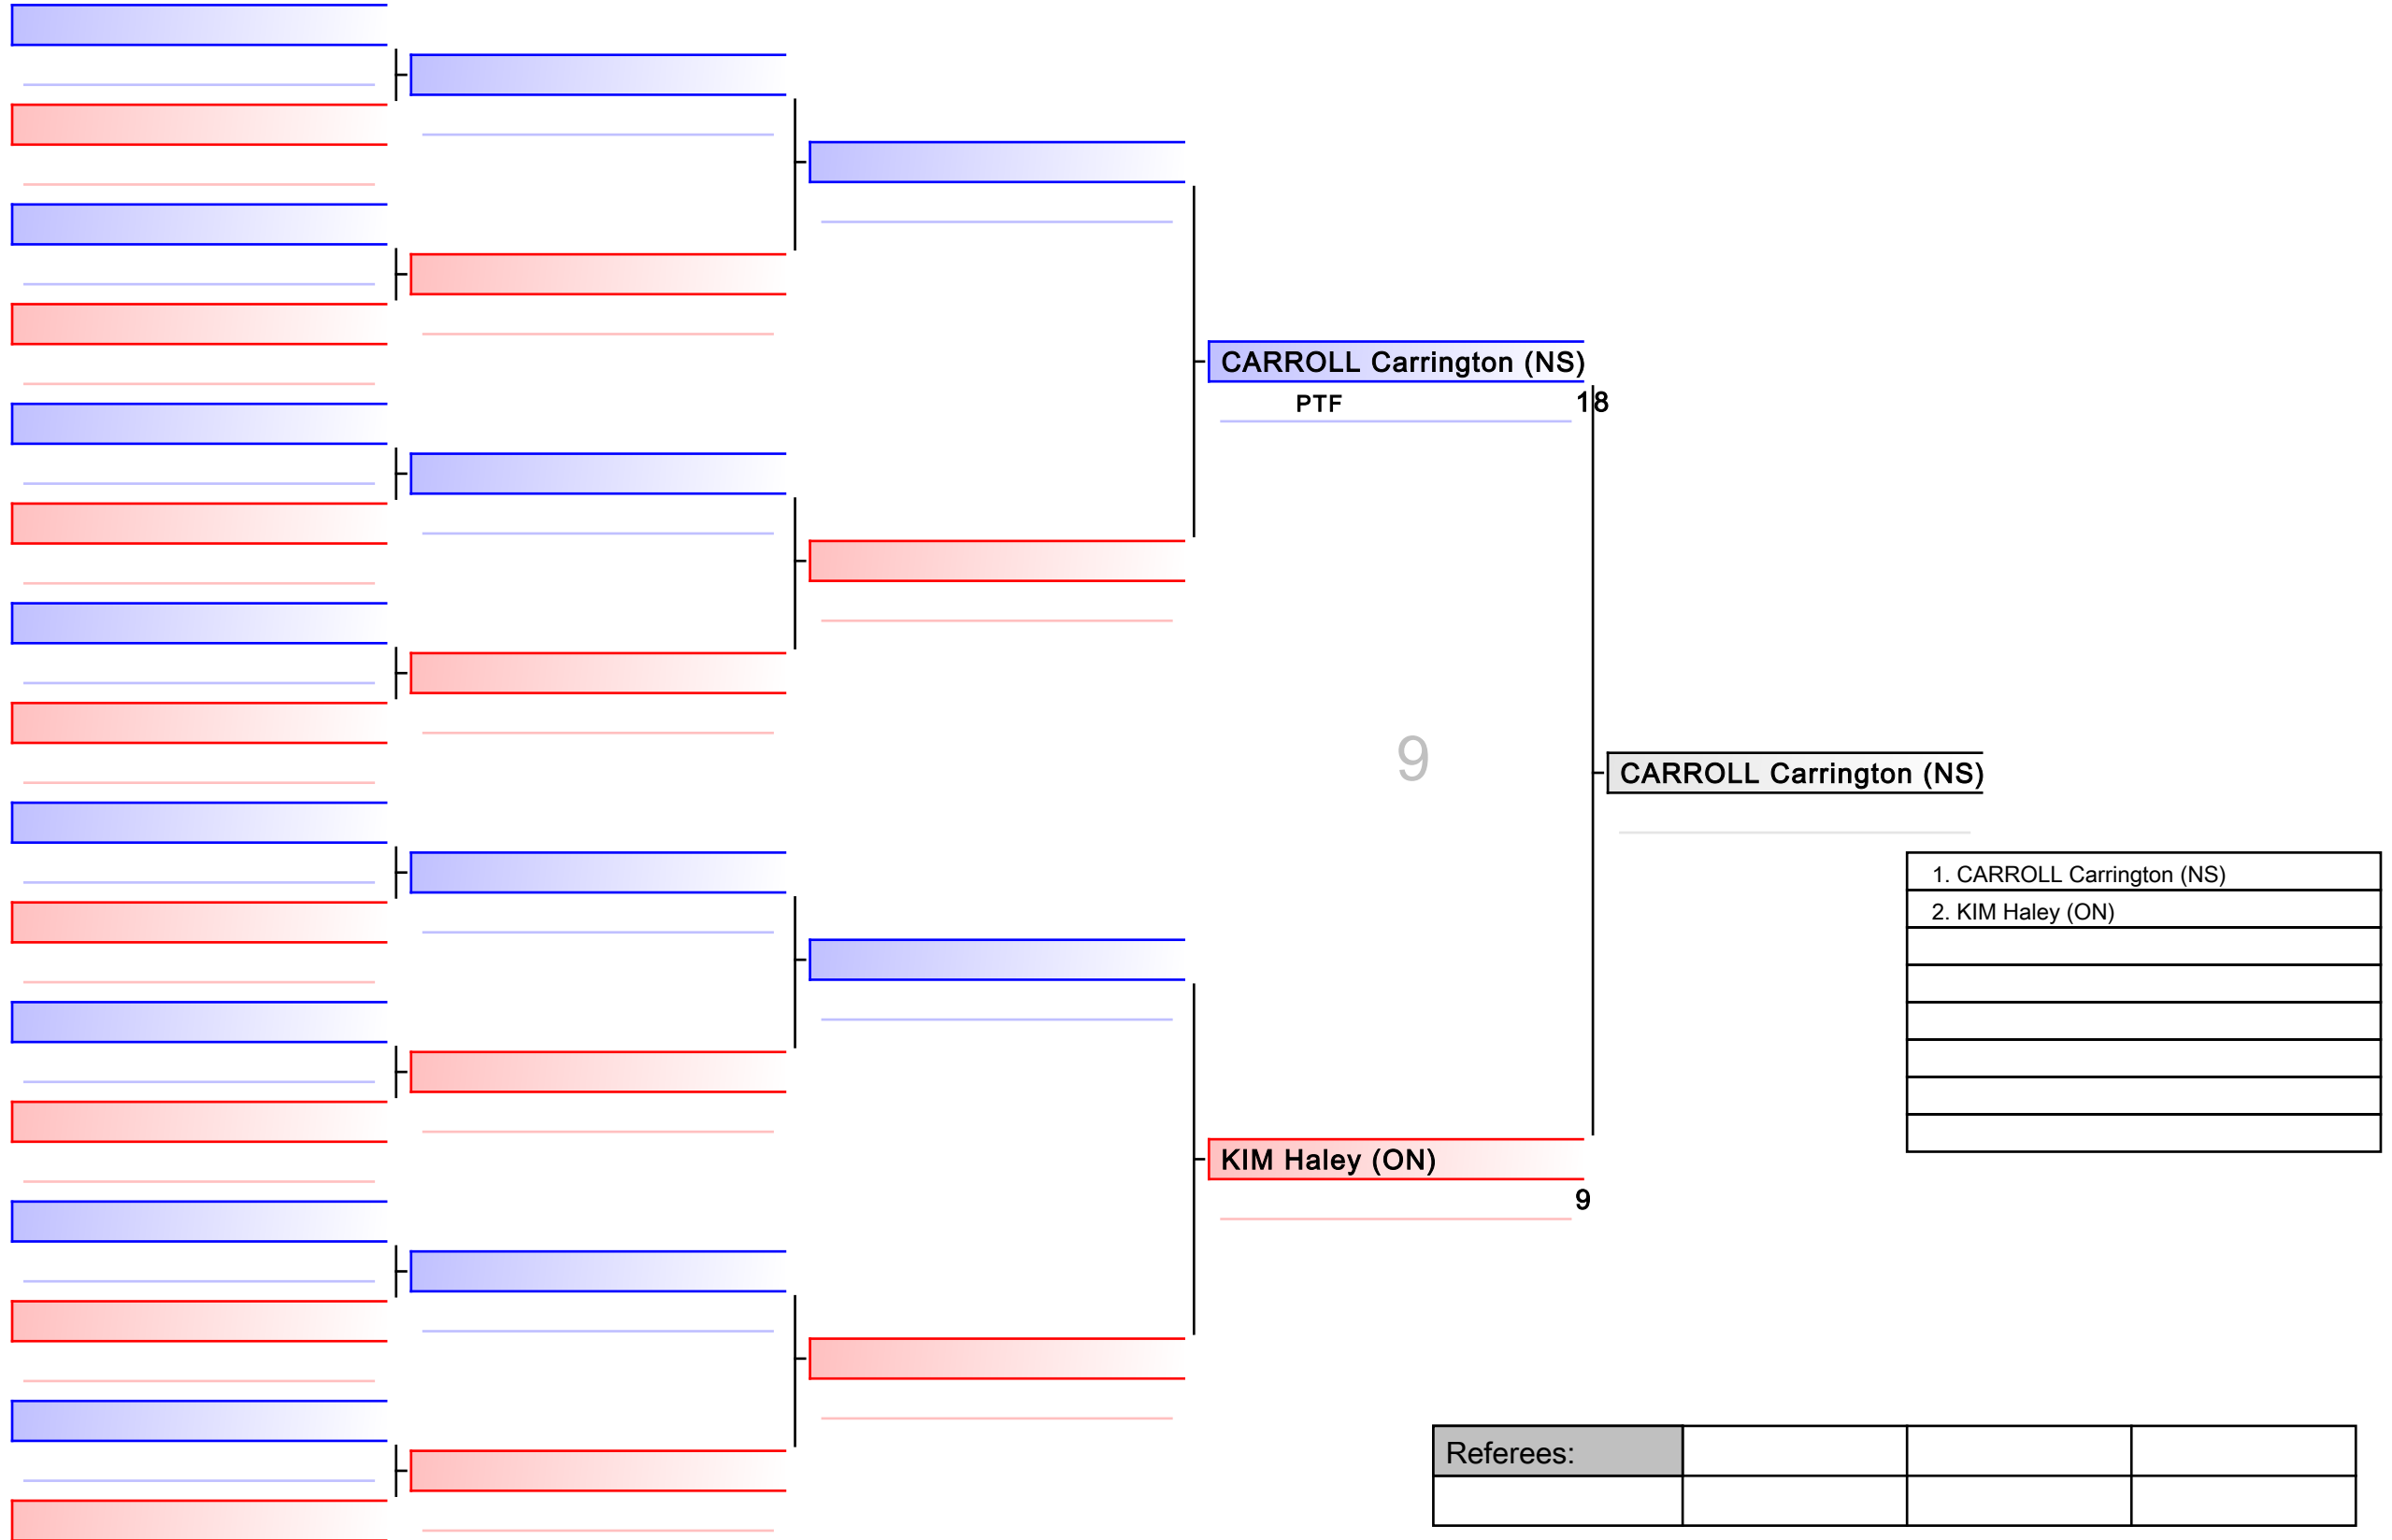 CARROLL Carrington (NS)
PTF 18
9
CARROLL Carrington (NS)
1. CARROLL Carrington (NS)
2. KIM Haley (ON)
KIM Haley (ON)
9
Referees: